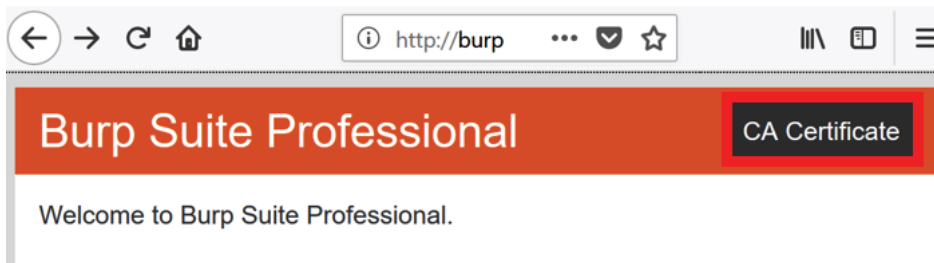 http://burp
Burp Suite Professional
CA Certificate
Welcome to Burp Suite Professional.